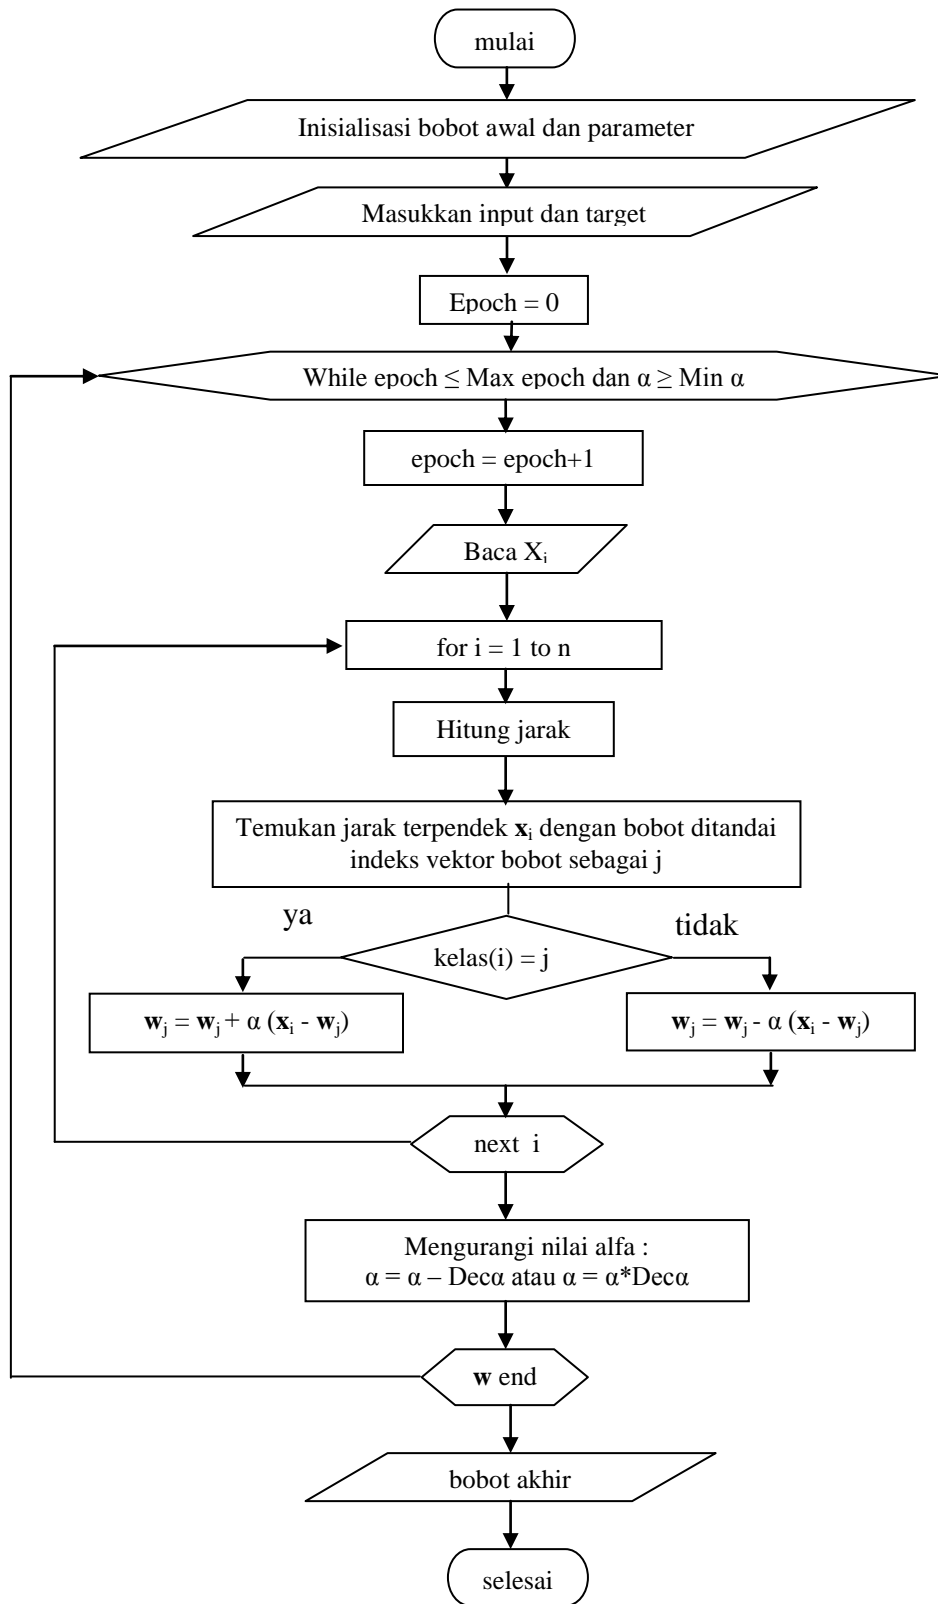 mulai
Inisialisasi bobot awal dan parameter
Masukkan input dan target
Epoch = 0
While epoch ≤ Max epoch dan α ≥ Min α
epoch = epoch+1
Baca Xᵢ
for i = 1 to n
Hitung jarak
Temukan jarak terpendek xᵢ dengan bobot ditandai
indeks vektor bobot sebagai j
ya
tidak
kelas(i) = j
wⱼ = wⱼ + α (xᵢ - wⱼ)
wⱼ = wⱼ - α (xᵢ - wⱼ)
next i
Mengurangi nilai alfa :
α = α – Decα atau α = α*Decα
w end
bobot akhir
selesai